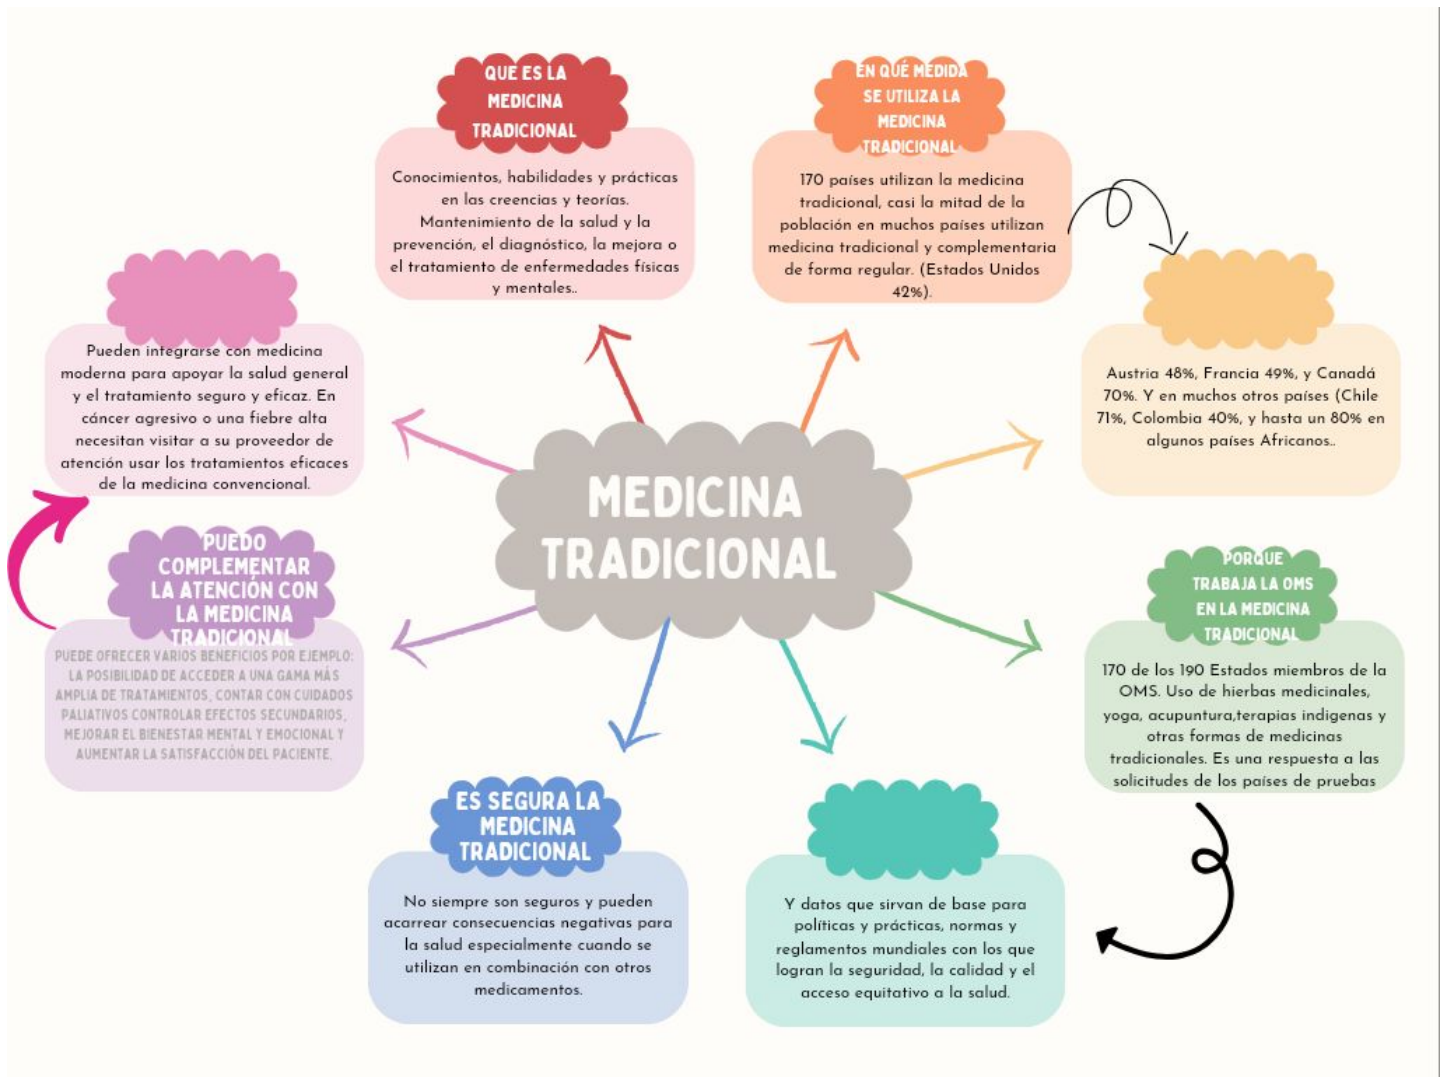 QUE ES LA
MEDICINA
TRADICIONAL
Conocimientos, habilidades y prácticas
en las creencias y teorías.
Mantenimiento de la salud y la
prevención, el diagnóstico, la mejora o
el tratamiento de enfermedades físicas
y mentales..
EN QUÉ MEDIDA
SE UTILIZA LA
MEDICINA
TRADICIONAL
170 países utilizan la medicina
tradicional, casi la mitad de la
población en muchos países utilizan
medicina tradicional y complementaria
de forma regular. (Estados Unidos
42%).
Austria 48%, Francia 49%, y Canadá
70%. Y en muchos otros países (Chile
71%, Colombia 40%, y hasta un 80% en
algunos países Africanos..
MEDICINA
TRADICIONAL
PORQUE
TRABAJA LA OMS
EN LA MEDICINA
TRADICIONAL
170 de los 190 Estados miembros de la
OMS. Uso de hierbas medicinales,
yoga, acupuntura,terapias indigenas y
otras formas de medicinas
tradicionales. Es una respuesta a las
solicitudes de los países de pruebas
Y datos que sirvan de base para
políticas y prácticas, normas y
reglamentos mundiales con los que
logran la seguridad, la calidad y el
acceso equitativo a la salud.
ES SEGURA LA
MEDICINA
TRADICIONAL
No siempre son seguros y pueden
acarrear consecuencias negativas para
la salud especialmente cuando se
utilizan en combinación con otros
medicamentos.
PUEDO
COMPLEMENTAR
LA ATENCIÓN CON
LA MEDICINA
TRADICIONAL
PUEDE OFRECER VARIOS BENEFICIOS POR EJEMPLO:
LA POSIBILIDAD DE ACCEDER A UNA GAMA MÁS
AMPLIA DE TRATAMIENTOS, CONTAR CON CUIDADOS
PALIATIVOS CONTROLAR EFECTOS SECUNDARIOS,
MEJORAR EL BIENESTAR MENTAL Y EMOCIONAL Y
AUMENTAR LA SATISFACCIÓN DEL PACIENTE.
Pueden integrarse con medicina
moderna para apoyar la salud general
y el tratamiento seguro y eficaz. En
cáncer agresivo o una fiebre alta
necesitan visitar a su proveedor de
atención usar los tratamientos eficaces
de la medicina convencional.